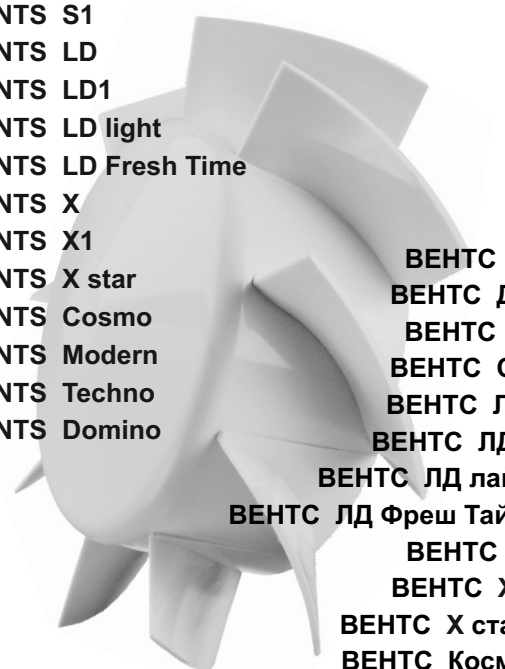 NTS S1
NTS LD
NTS LD1
NTS LD light
NTS LD Fresh Time
NTS X
NTS X1
NTS X star
NTS Cosmo
NTS Modern
NTS Techno
NTS Domino
ВЕНТС
ВЕНТС
ВЕНТС
ВЕНТС
ВЕНТС
ВЕНТС ЛД
ВЕНТС ЛД
ВЕНТС ЛД Фреш
ВЕНТС
ВЕНТС
ВЕНТС Х
ВЕНТС